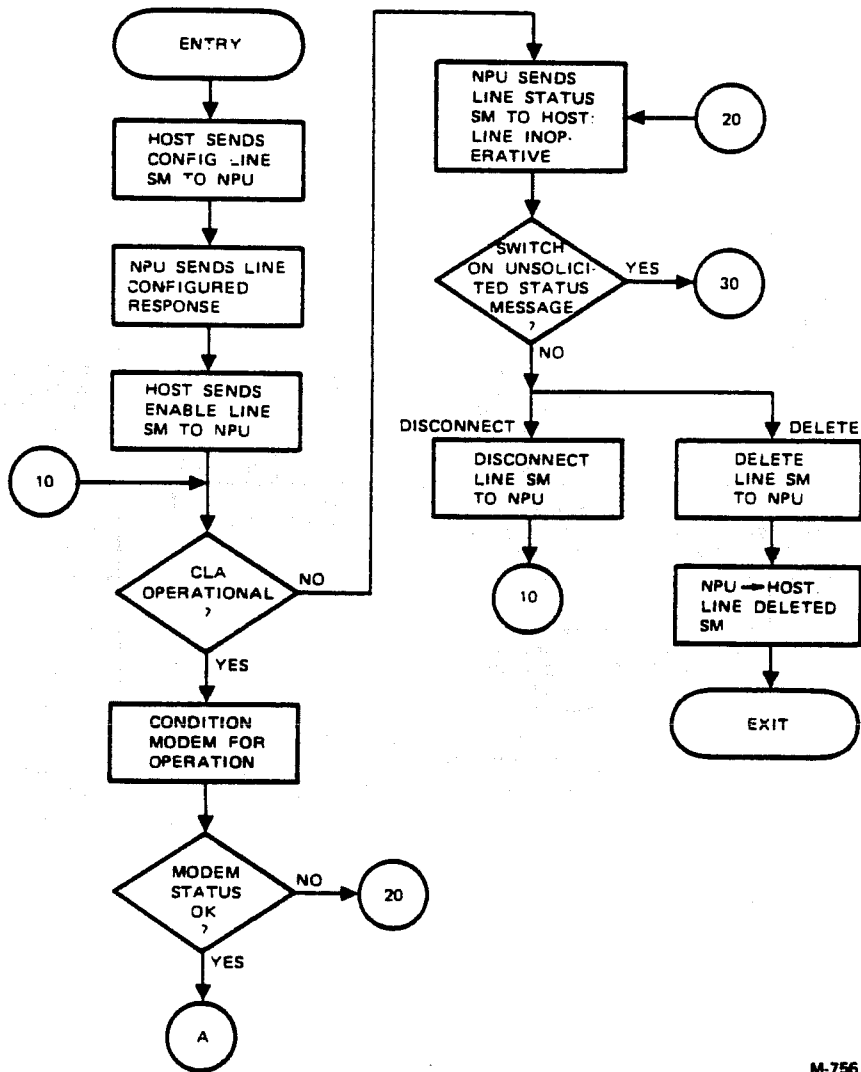 ENTRY
HOST SENDS
CONFIG LINE
SM TO NPU
NPU SENDS LINE
CONFIGURED
RESPONSE
HOST SENDS
ENABLE LINE
SM TO NPU
10
CLA
OPERATIONAL
?
NO
YES
CONDITION
MODEM FOR
OPERATION
MODEM
STATUS
OK
?
NO
20
YES
A
NPU SENDS
LINE STATUS
SM TO HOST:
LINE INOP-
ERATIVE
20
SWITCH
ON UNSOLICI-
TED STATUS
MESSAGE
?
YES
30
NO
DISCONNECT
DISCONNECT
LINE SM
TO NPU
10
DELETE
DELETE
LINE SM
TO NPU
NPU → HOST
LINE DELETED
SM
EXIT
M-756